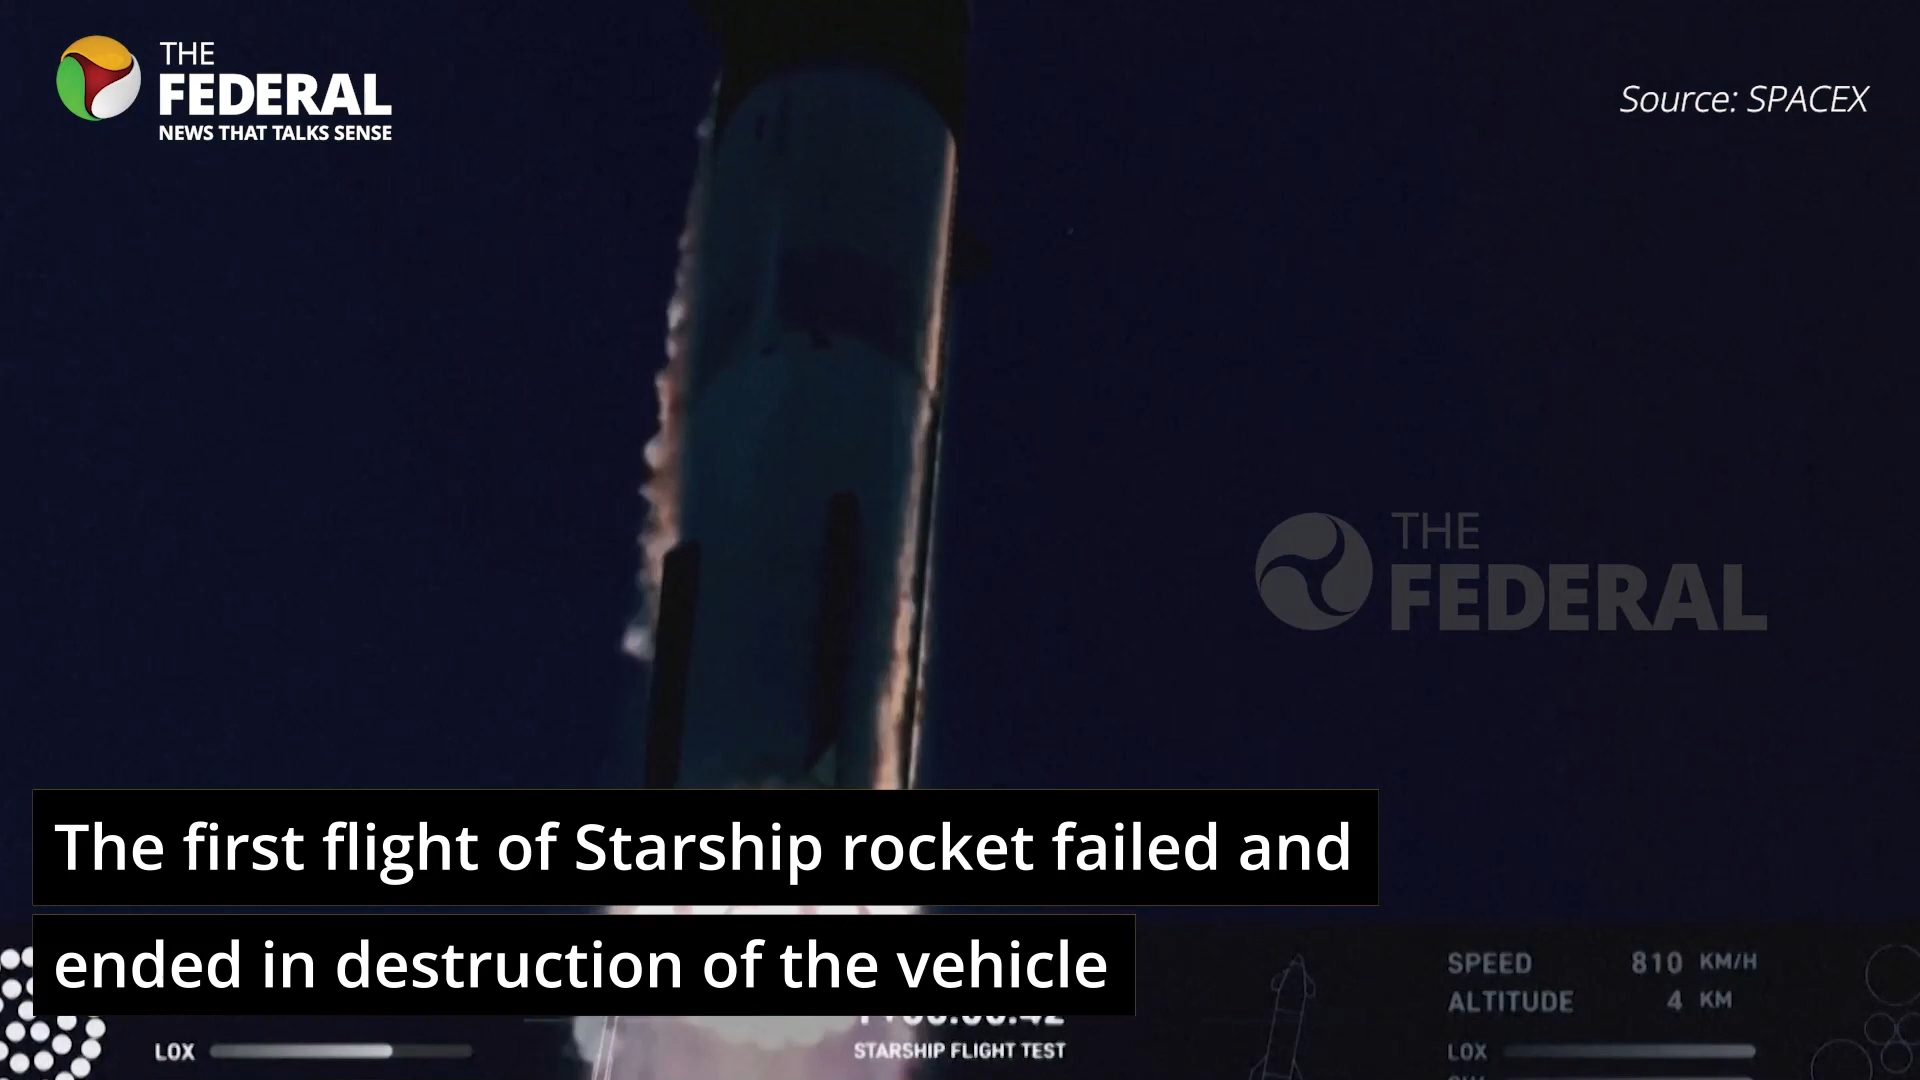 THE
FEDERAL
NEWS THAT TALKS SENSE
Source: SPACEX
THE
FEDERAL
The first flight of Starship rocket failed and
ended in destruction of the vehicle
SPEED 810 KM/H
ALTITUDE 4 KM
LOX
STARSHIP FLIGHT TEST
LOX